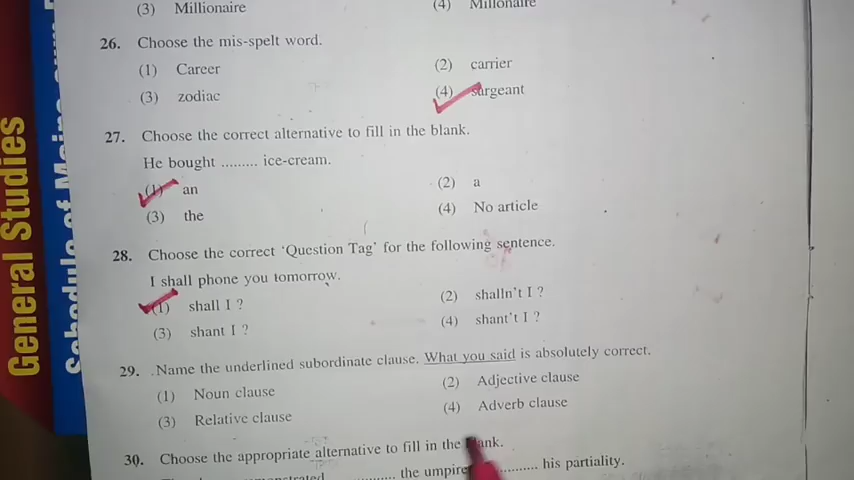 (3) Millionaire (4) Millonaire
26. Choose the mis-spelt word.
(1) Career (2) carrier
(3) zodiac (4) surgeant
27. Choose the correct alternative to fill in the blank.
He bought ......... ice-cream.
(1) an (2) a
(3) the (4) No article
28. Choose the correct 'Question Tag' for the following sentence.
I shall phone you tomorrow.
(1) shall I ? (2) shalln't I ?
(3) shant I ? (4) shant't I ?
29. Name the underlined subordinate clause. What you said is absolutely correct.
(1) Noun clause (2) Adjective clause
(3) Relative clause (4) Adverb clause
30. Choose the appropriate alternative to fill in the blank.
the umpire .......... his partiality.
General Studies